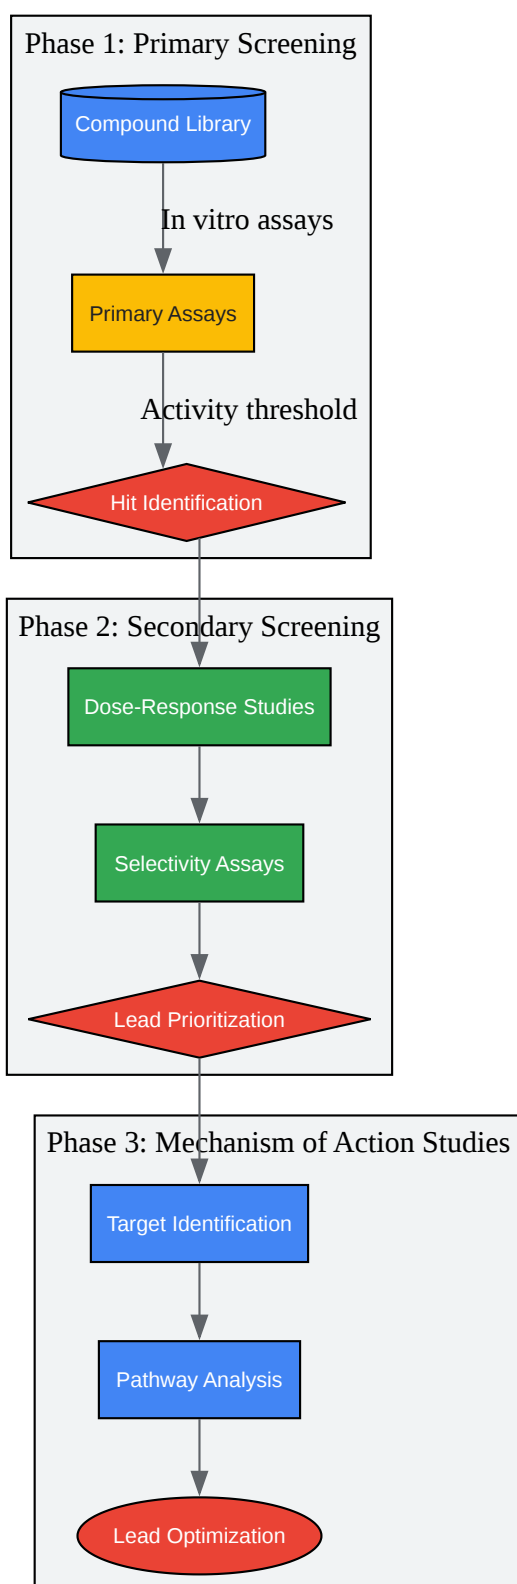 Phase 1: Primary Screening
Compound Library
In vitro assays
Primary Assays
Activity threshold
Hit Identification
Phase 2: Secondary Screening
Dose-Response Studies
Selectivity Assays
Lead Prioritization
Phase 3: Mechanism of Action Studies
Target Identification
Pathway Analysis
Lead Optimization